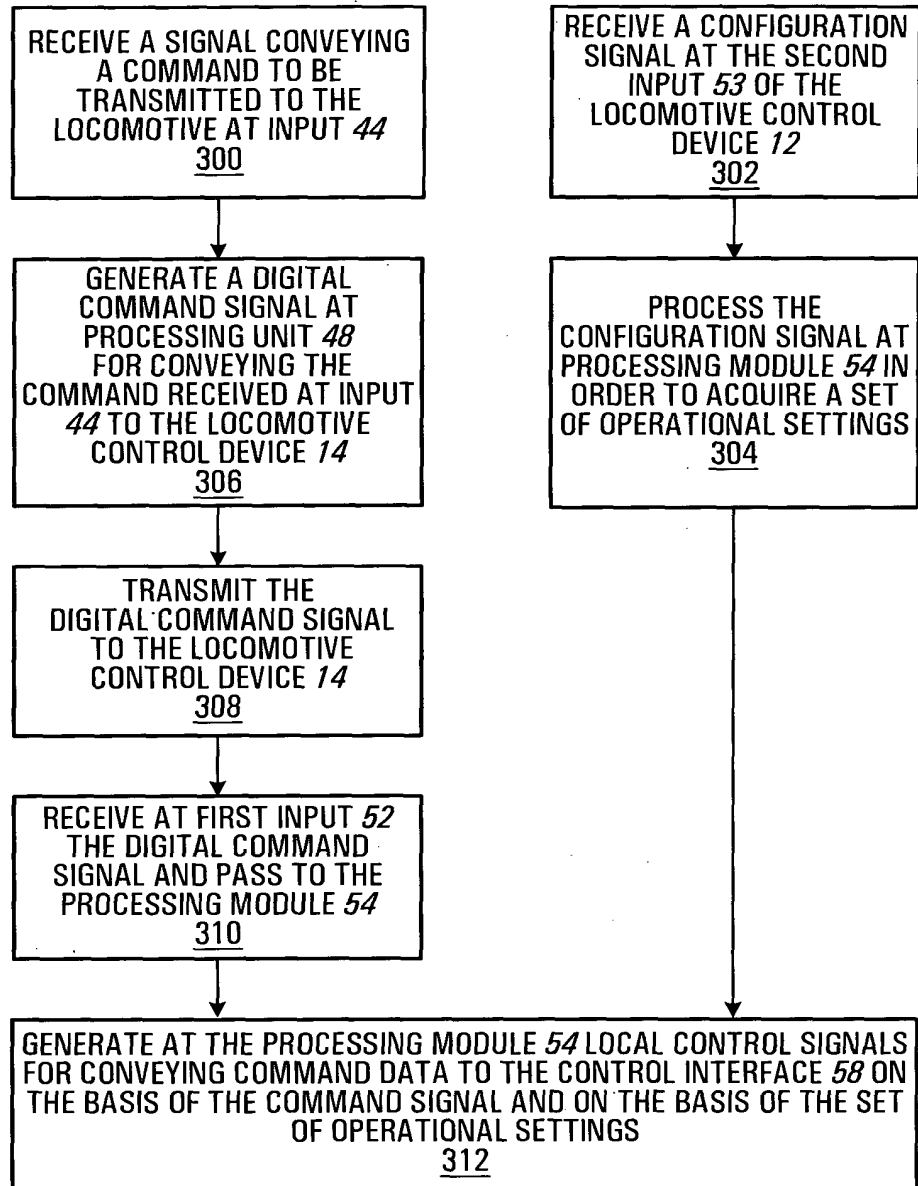 RECEIVE A SIGNAL CONVEYING
A COMMAND TO BE
TRANSMITTED TO THE
LOCOMOTIVE AT INPUT 44
300
GENERATE A DIGITAL
COMMAND SIGNAL AT
PROCESSING UNIT 48
FOR CONVEYING THE
COMMAND RECEIVED AT INPUT
44 TO THE LOCOMOTIVE
CONTROL DEVICE 14
306
TRANSMIT THE
DIGITAL COMMAND SIGNAL
TO THE LOCOMOTIVE
CONTROL DEVICE 14
308
RECEIVE AT FIRST INPUT 52
THE DIGITAL COMMAND
SIGNAL AND PASS TO THE
PROCESSING MODULE 54
310
RECEIVE A CONFIGURATION
SIGNAL AT THE SECOND
INPUT 53 OF THE
LOCOMOTIVE CONTROL
DEVICE 12
302
PROCESS THE
CONFIGURATION SIGNAL AT
PROCESSING MODULE 54 IN
ORDER TO ACQUIRE A SET
OF OPERATIONAL SETTINGS
304
GENERATE AT THE PROCESSING MODULE 54 LOCAL CONTROL SIGNALS
FOR CONVEYING COMMAND DATA TO THE CONTROL INTERFACE 58 ON
THE BASIS OF THE COMMAND SIGNAL AND ON THE BASIS OF THE SET
OF OPERATIONAL SETTINGS
312